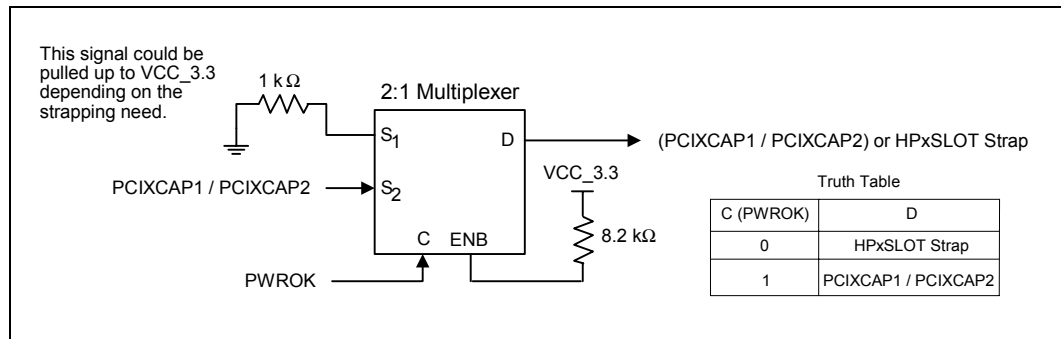 This signal could be
pulled up to VCC_3.3
depending on the
strapping need.
1 k Ω
2:1 Multiplexer
S1
D
(PCIXCAP1 / PCIXCAP2) or HPxSLOT Strap
PCIXCAP1 / PCIXCAP2
S2
VCC_3.3
8.2 kΩ
C ENB
PWROK
Truth Table
C (PWROK) D
0 HPxSLOT Strap
1 PCIXCAP1 / PCIXCAP2